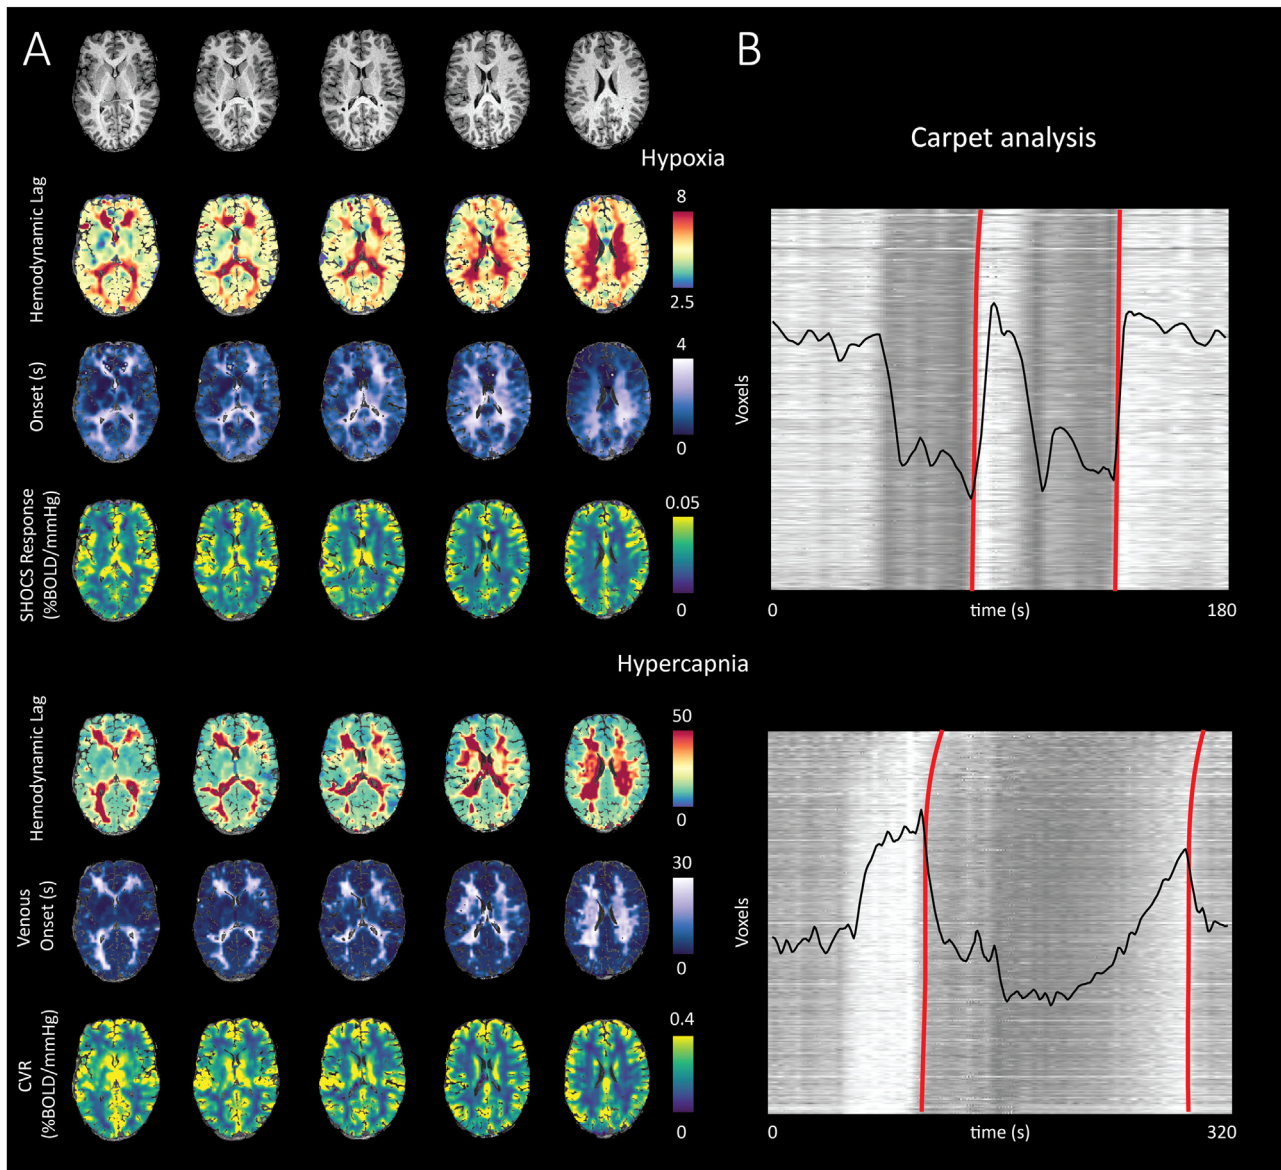 A
Hypoxia
Hemodynamic Lag
8
2.5
Onset (s)
4
0
SHOCS Response
(%BOLD/mmHg)
0.05
0
Hypercapnia
Hemodynamic Lag
50
0
Venous
Onset (s)
30
0
CVR
(%BOLD/mmHg)
0.4
0
B
Carpet analysis
Voxels
0
time (s)
180
Voxels
0
time (s)
320